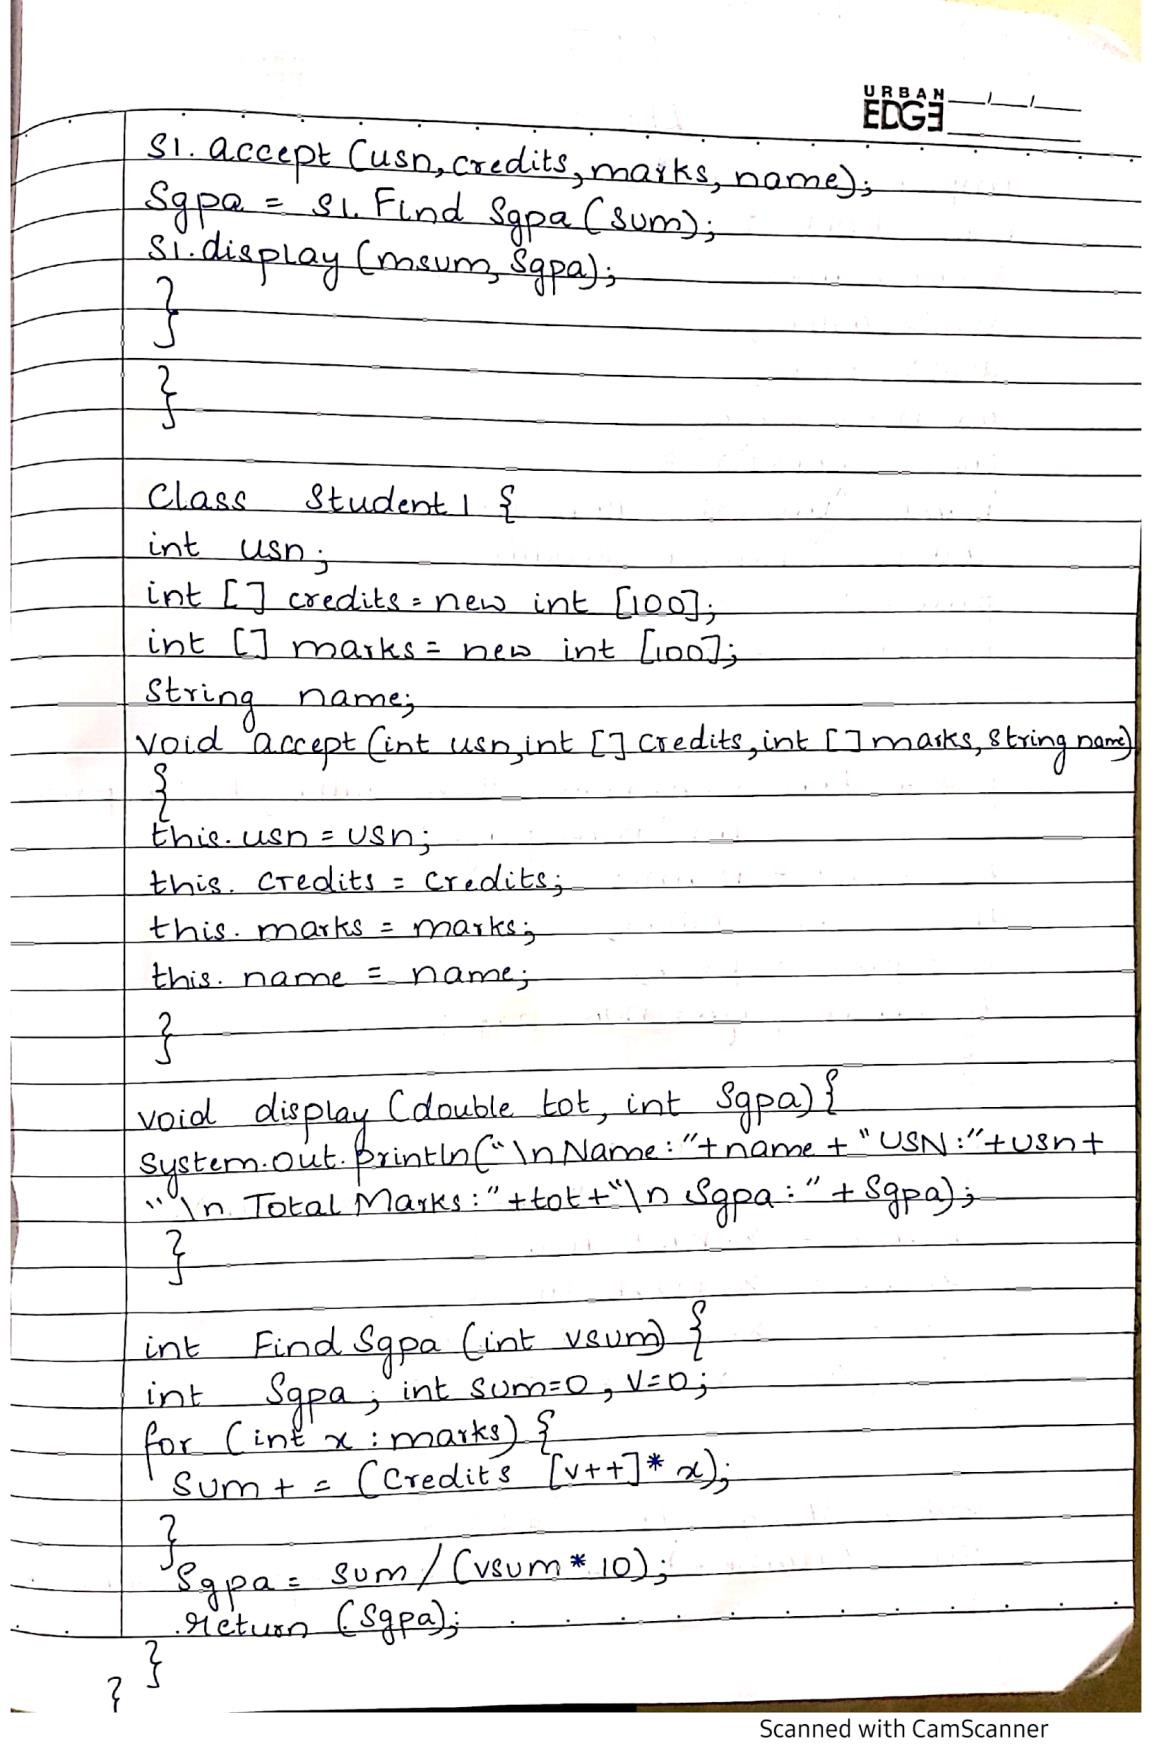 URBAN
EDGE
S1. accept (usn, credits, marks, name);
Sgpa = S1. Find Sgpa (sum);
S1. display (msum, Sgpa);
}
}
Class Student 1 {
int usn;
int [] credits = new int [100];
int [] marks = new int [100];
String name;
void accept (int usn, int [] credits, int [] marks, string name)
{
this. usn = usn;
this. credits = credits;
this. marks = marks;
this. name = name;
}
void display (double tot, int Sgpa) {
System.out. println("\n Name: "+ name + "USN :"+ usn +
"\n Total Marks : " + tot + "\n Sgpa : " + Sgpa);
}
int Find Sgpa (int vsum) {
int Sgpa ; int sum=0, v=0;
for (int x : marks) {
Sum + = (Credits [v++] * x);
}
Sgpa = sum / (vsum * 10);
return (Sgpa);
}
}
Scanned with CamScanner